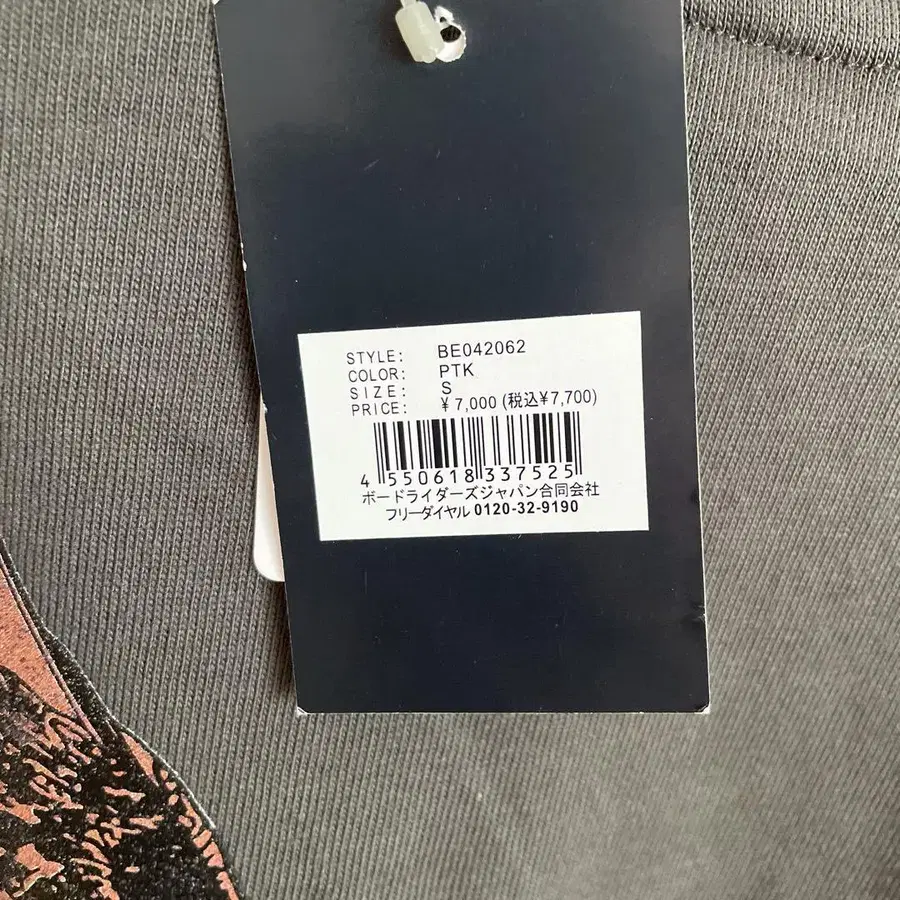 STYLE: BE042062
COLOR: PTK
SIZE: S
PRICE: ¥7,000 (税込¥7,700)
4 550618 337525
ボードライダーズジャパン合同会社
フリーダイヤル 0120-32-9190